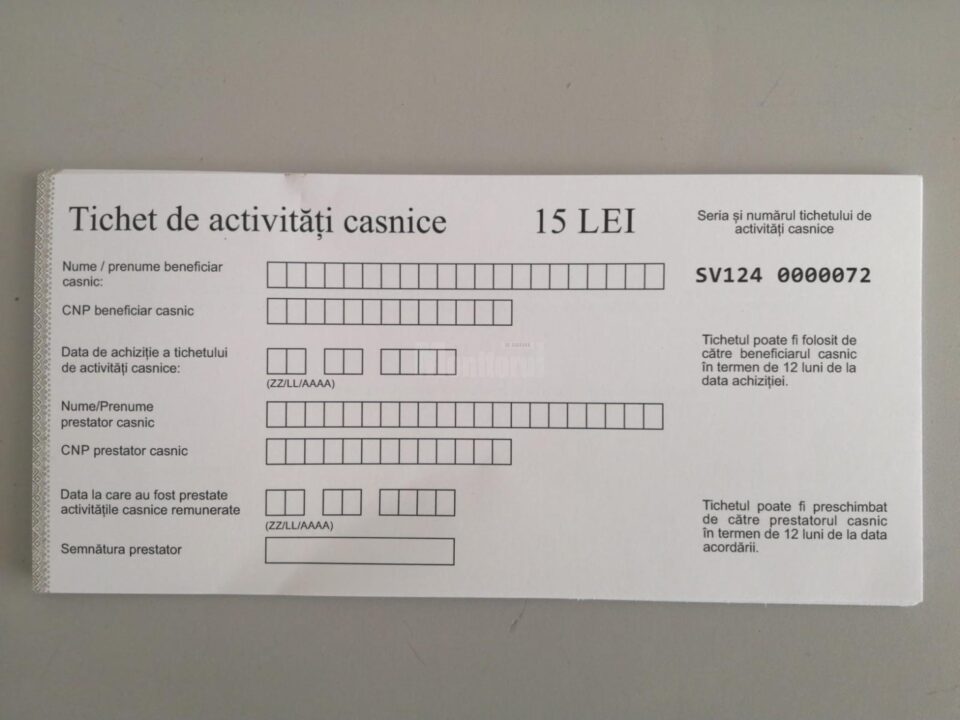 Tichet de activități casnice
15 LEI
Seria și numărul tichetului de
activități casnice
SV124 0000072
Nume / prenume beneficiar
casnic:
CNP beneficiar casnic
Data de achiziție a tichetului
de activități casnice:
(ZZ/LL/AAAA)
Tichetul poate fi folosit de
către beneficiarul casnic
în termen de 12 luni de la
data achiziției.
Monitorul
Nume/Prenume
prestator casnic
CNP prestator casnic
Data la care au fost prestate
activitățile casnice remunerate
(ZZ/LL/AAAA)
Semnătura prestator
Tichetul poate fi preschimbat
de către prestatorul casnic
în termen de 12 luni de la data
acordării.